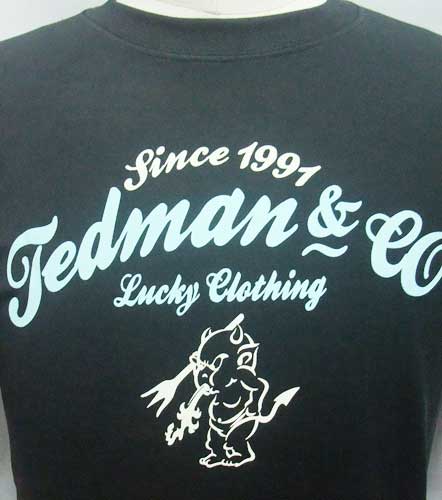 Since 1991
Tedman & CO
Lucky Clothing